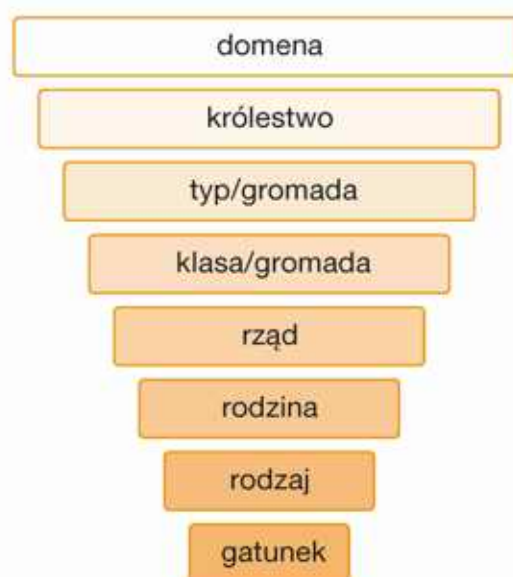 domena
królestwo
typ/gromada
klasa/gromada
rząd
rodzina
rodzaj
gatunek